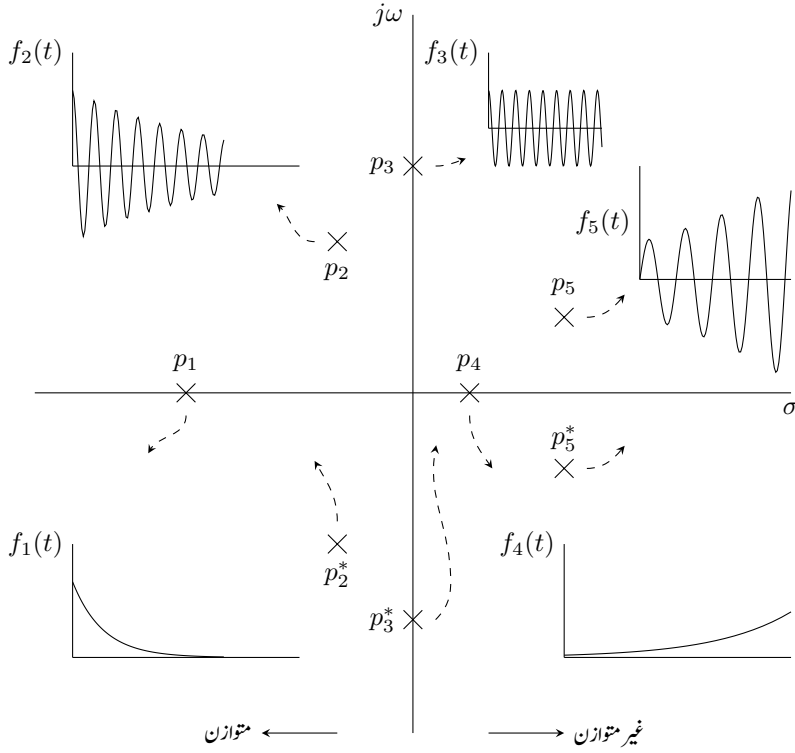 jω
f₂(t)
f₃(t)
p₃
f₅(t)
p₂
p₅
p₁
p₄
σ
p₅*
f₁(t)
f₄(t)
p₂*
p₃*
متوازن
غیر متوازن